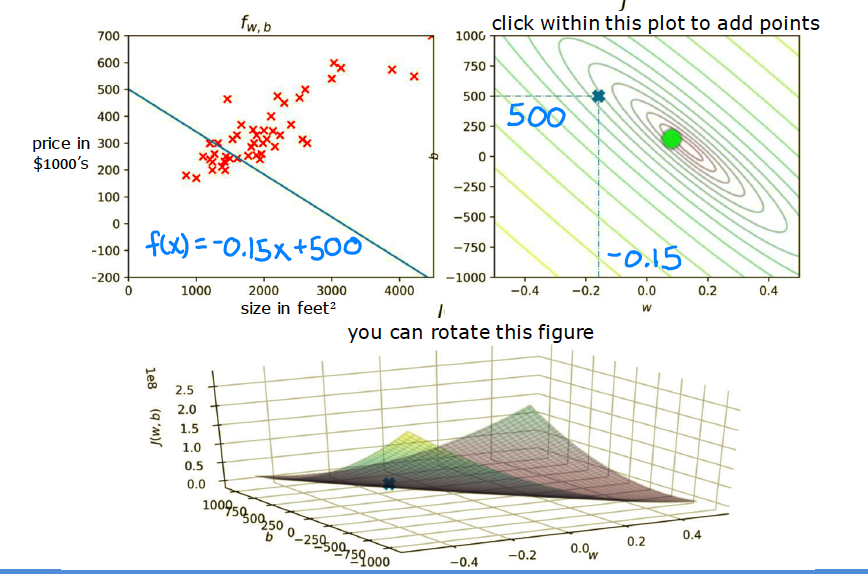 f_{w, b}
J
click within this plot to add points
700
600
500
400
300
200
100
0
-100
-200
price in
$1000's
f(x) = -0.15x+500
0 1000 2000 3000 4000
size in feet²
1000
750
500
250
0
−250
−500
−750
−1000
b
500
-0.15
−0.4 −0.2 0.0 0.2 0.4
w
you can rotate this figure
1e8
J(w, b)
2.5
2.0
1.5
1.0
0.5
0.0
1000
750
500
250
0
−250
−500
−750
−1000
b
−0.4 −0.2 0.0 0.2 0.4
w